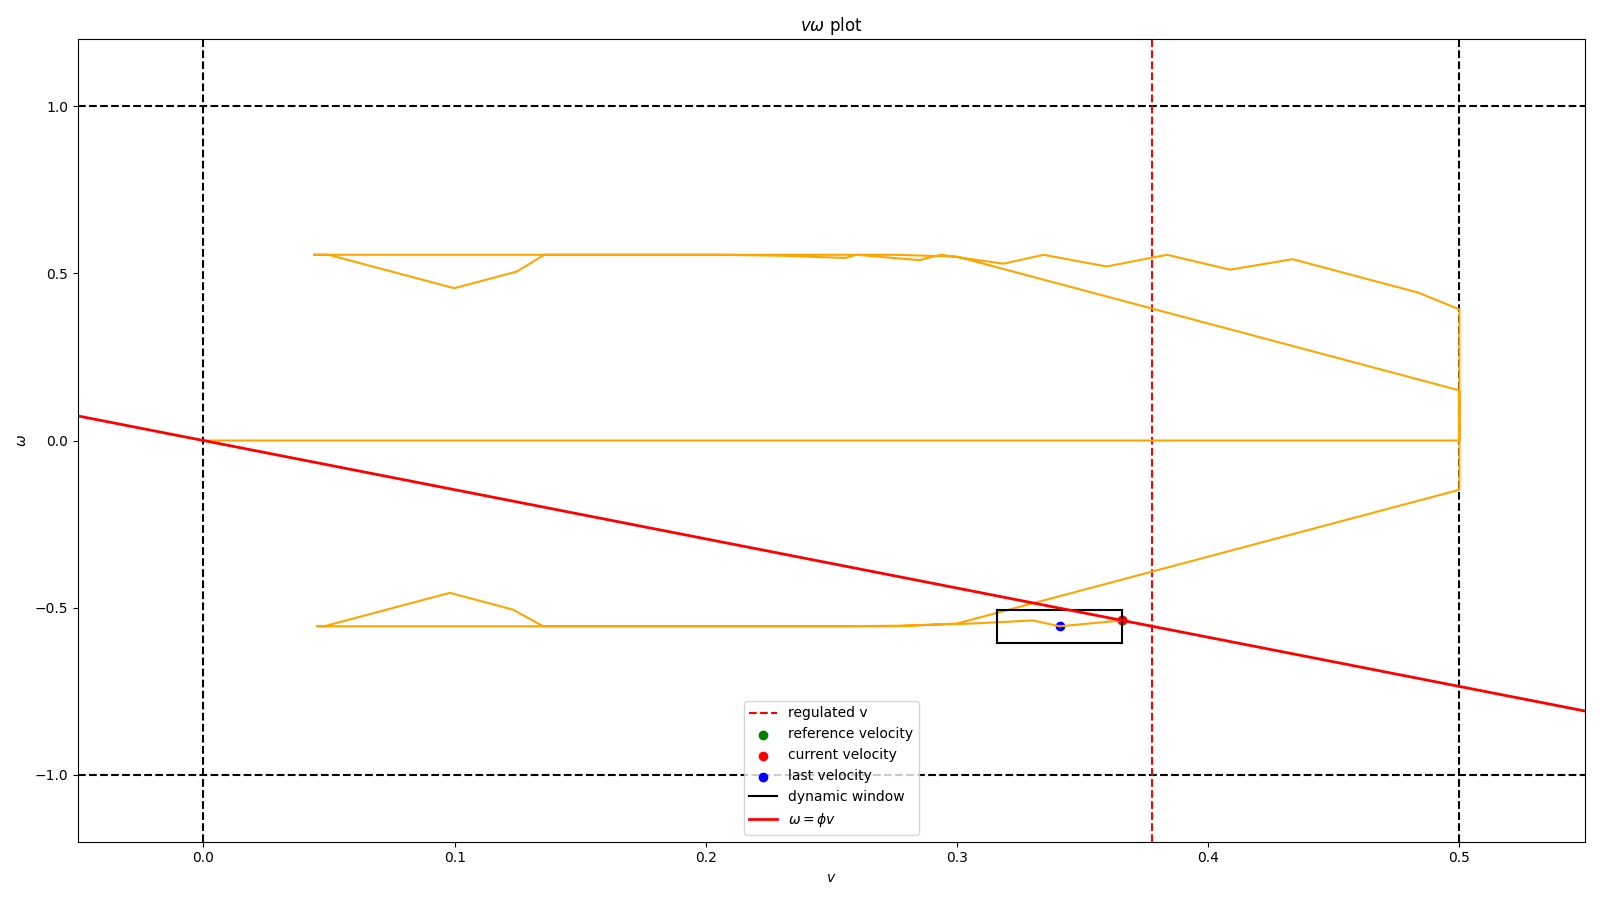 vω plot
1.0
0.5
0.0
−0.5
−1.0
ω
0.0
0.1
0.2
0.3
0.4
0.5
v
regulated v
reference velocity
current velocity
last velocity
dynamic window
ω = ϕv